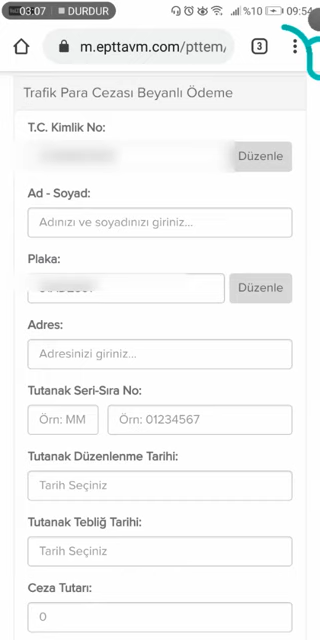 03:07 DURDUR %10 09:54
m.epttavm.com/pttem/ 3
Trafik Para Cezası Beyanlı Ödeme
T.C. Kimlik No:
Düzenle
Ad - Soyad:
Adınızı ve soyadınızı giriniz...
Plaka:
Düzenle
Adres:
Adresinizi giriniz...
Tutanak Seri-Sıra No:
Örn: MM Örn: 01234567
Tutanak Düzenlenme Tarihi:
Tarih Seçiniz
Tutanak Tebliğ Tarihi:
Tarih Seçiniz
Ceza Tutarı:
0